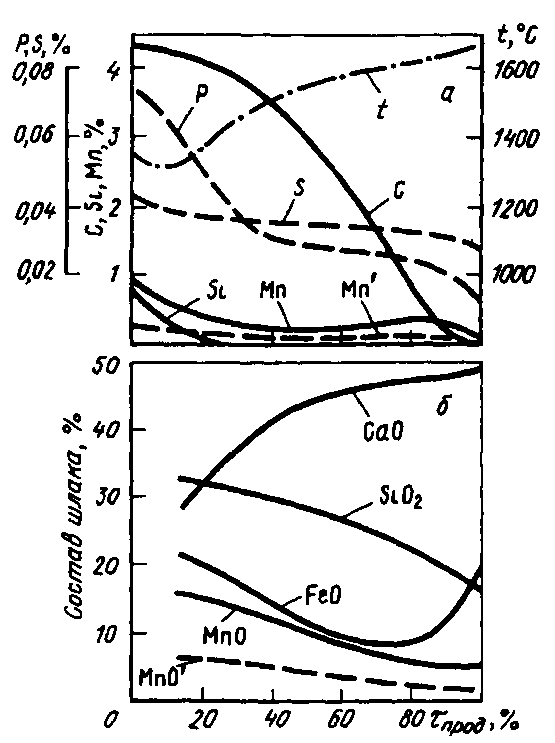 P,S,% t,°C
0,08 4 1600
0,06 3 1400
0,04 2 1200
0,02 1 1000
C, Si, Mn, %
P t а
S C
Si Mn Mn'
50
40
30
20
10
Состав шлака, %
б
CaO
SiO₂
FeO
MnO
MnO'
0 20 40 60 80 τпрод, %